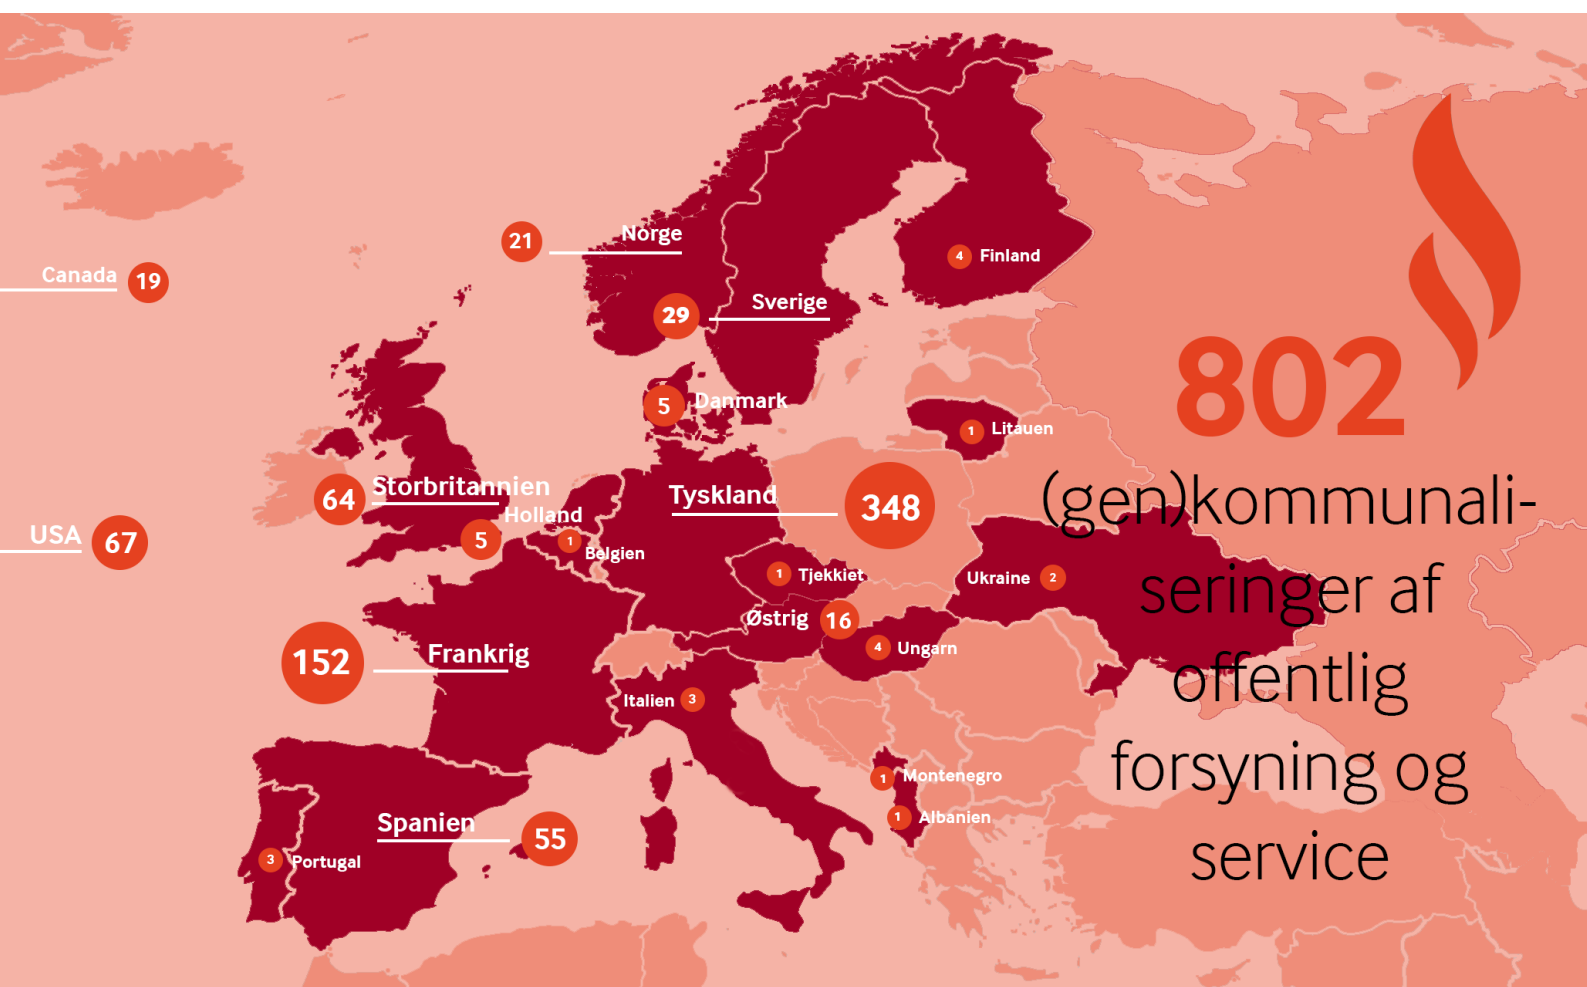 21 Norge
Canada 19
4 Finland
29 Sverige
802
5 Danmark
1 Litauen
64 Storbritannien
Tyskland 348
(gen)kommunali-
Holland
5
USA 67
1 Belgien
1 Tjekkiet
Ukraine 2
seringer af
Østrig 16
4 Ungarn
152 Frankrig
Italien 3
offentlig
1 Montenegro
forsyning og
1 Albanien
Spanien 55
3 Portugal
service